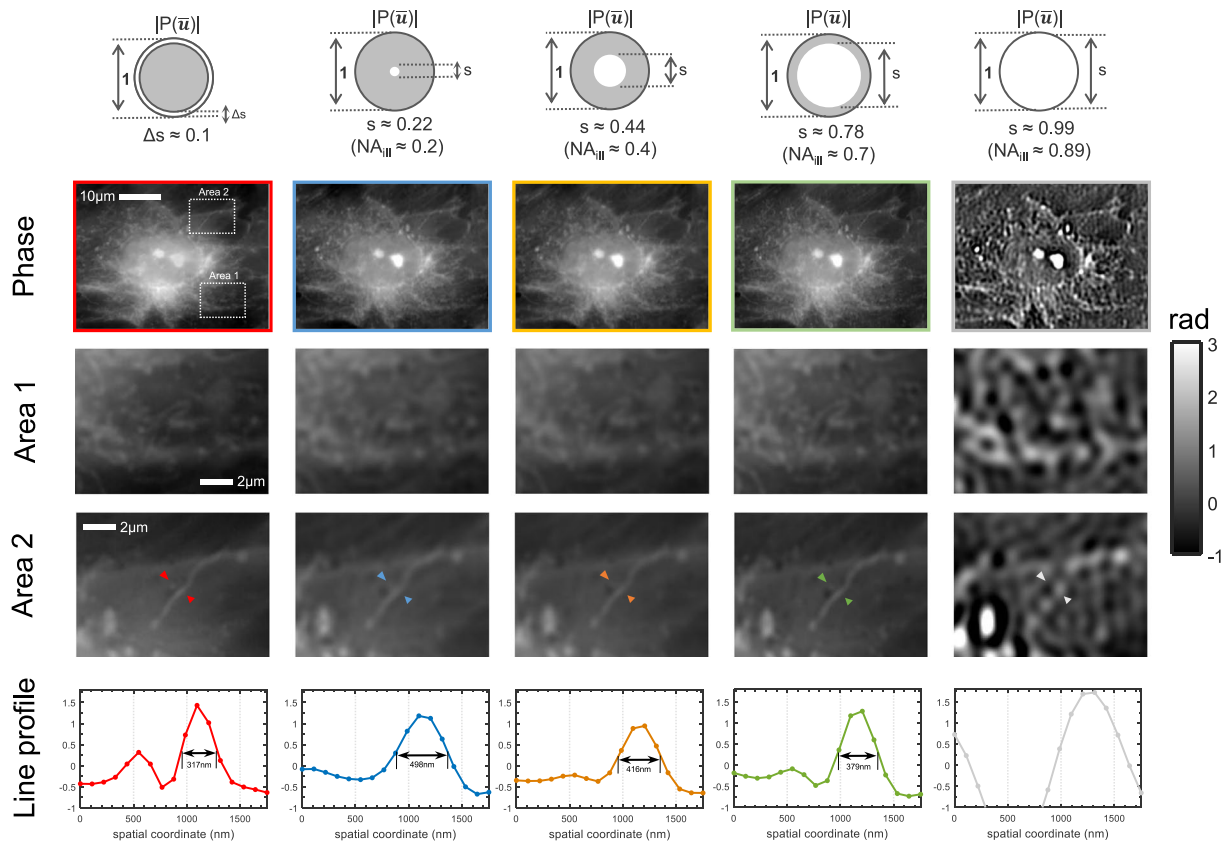 |P(ū)| |P(ū)| |P(ū)| |P(ū)| |P(ū)|
1 Δs 1 s 1 s 1 s 1 s
Δs ≈ 0.1 s ≈ 0.22 s ≈ 0.44 s ≈ 0.78 s ≈ 0.99
(NAill ≈ 0.2) (NAill ≈ 0.4) (NAill ≈ 0.7) (NAill ≈ 0.89)
Phase
10μm
Area 2
Area 1
rad
3
2
1
0
-1
Area 1
2μm
Area 2
2μm
Line profile
1.5 1.5 1.5 1.5 1.5
1 1 1 1 1
0.5 0.5 0.5 0.5 0.5
0 0 0 0 0
-0.5 -0.5 -0.5 -0.5 -0.5
-1 -1 -1 -1 -1
317nm 498nm 416nm 379nm
0 500 1000 1500 0 500 1000 1500 0 500 1000 1500 0 500 1000 1500 0 500 1000 1500
spatial coordinate (nm) spatial coordinate (nm) spatial coordinate (nm) spatial coordinate (nm) spatial coordinate (nm)